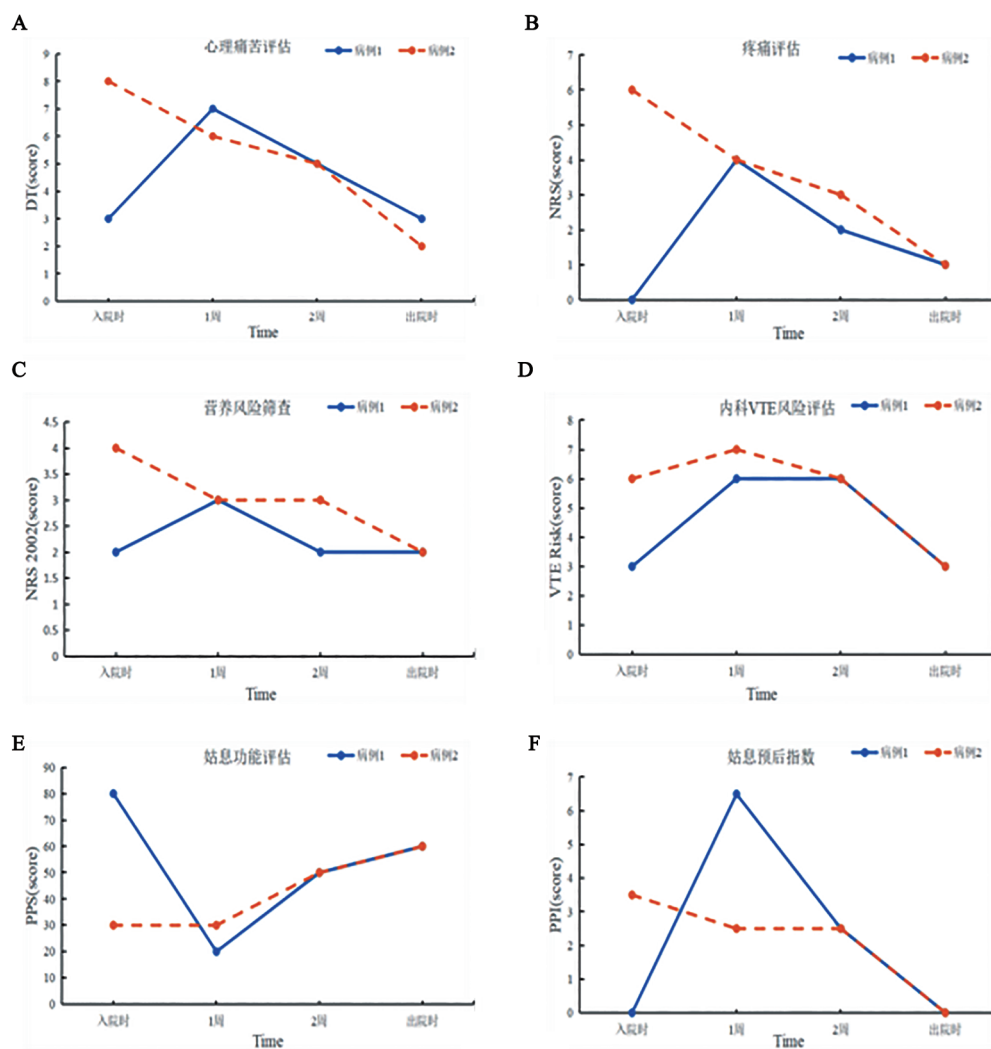 A
心理痛苦评估
病例1 病例2
DT(score)
9
8
7
6
5
4
3
2
1
0
入院时 1周 2周 出院时
Time
B
疼痛评估
病例1 病例2
NRS(score)
7
6
5
4
3
2
1
0
入院时 1周 2周 出院时
Time
C
营养风险筛查
病例1 病例2
NRS 2002(score)
4.5
4
3.5
3
2.5
2
1.5
1
0.5
0
入院时 1周 2周 出院时
Time
D
内科VTE风险评估
病例1 病例2
VTE Risk(score)
8
7
6
5
4
3
2
1
0
入院时 1周 2周 出院时
Time
E
姑息功能评估
病例1 病例2
PPS(score)
90
80
70
60
50
40
30
20
10
0
入院时 1周 2周 出院时
Time
F
姑息预后指数
病例1 病例2
PPI(score)
7
6
5
4
3
2
1
0
入院时 1周 2周 出院时
Time